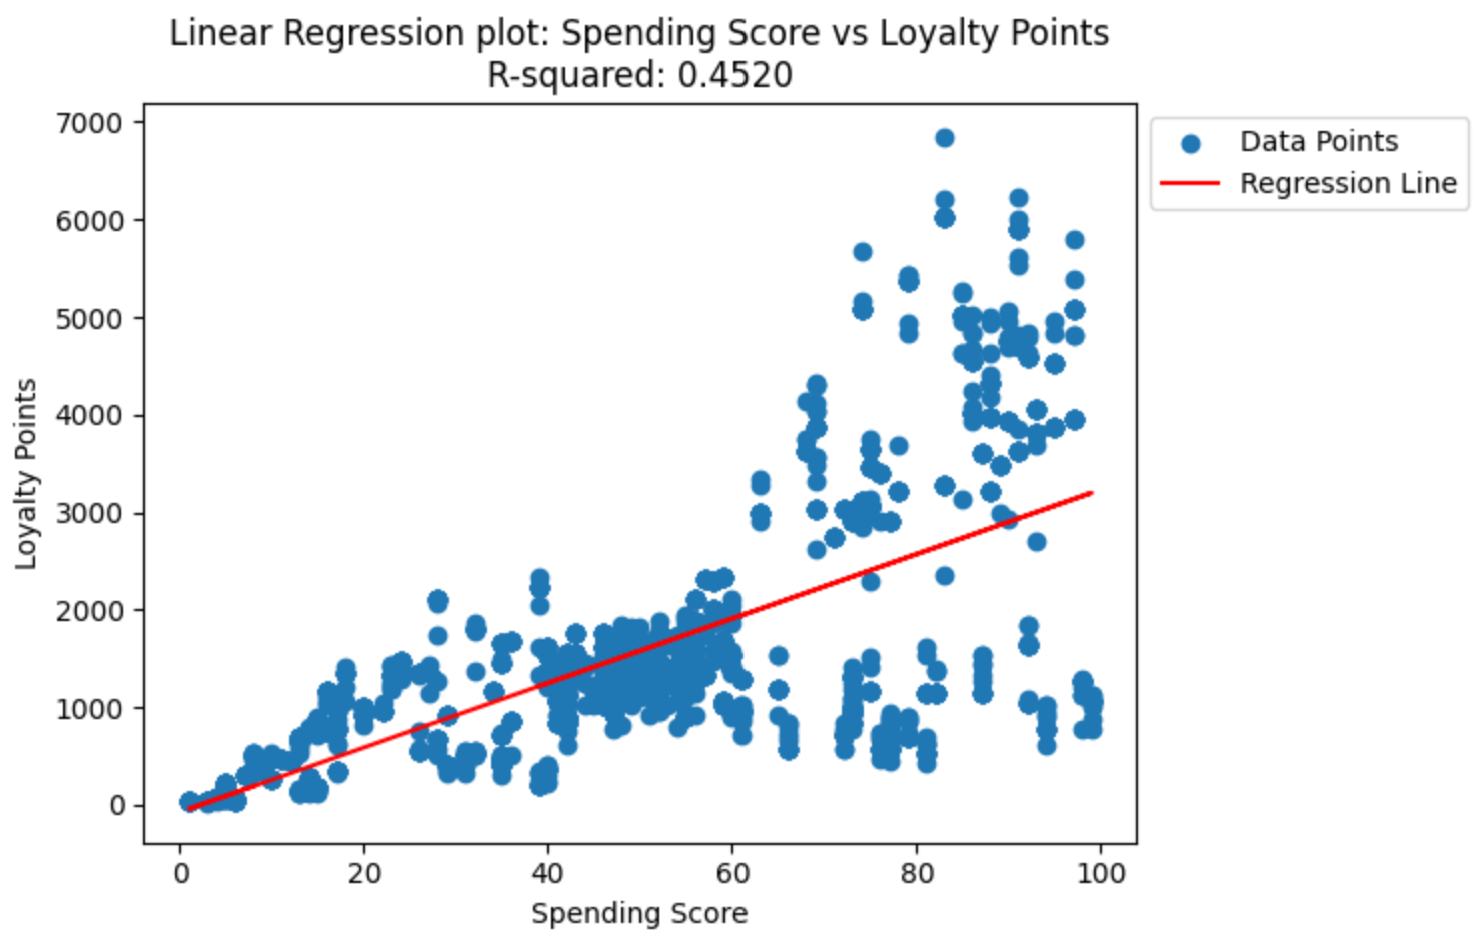 Linear Regression plot: Spending Score vs Loyalty Points
R-squared: 0.4520
Data Points
Regression Line
Loyalty Points
7000
6000
5000
4000
3000
2000
1000
0
0 20 40 60 80 100
Spending Score